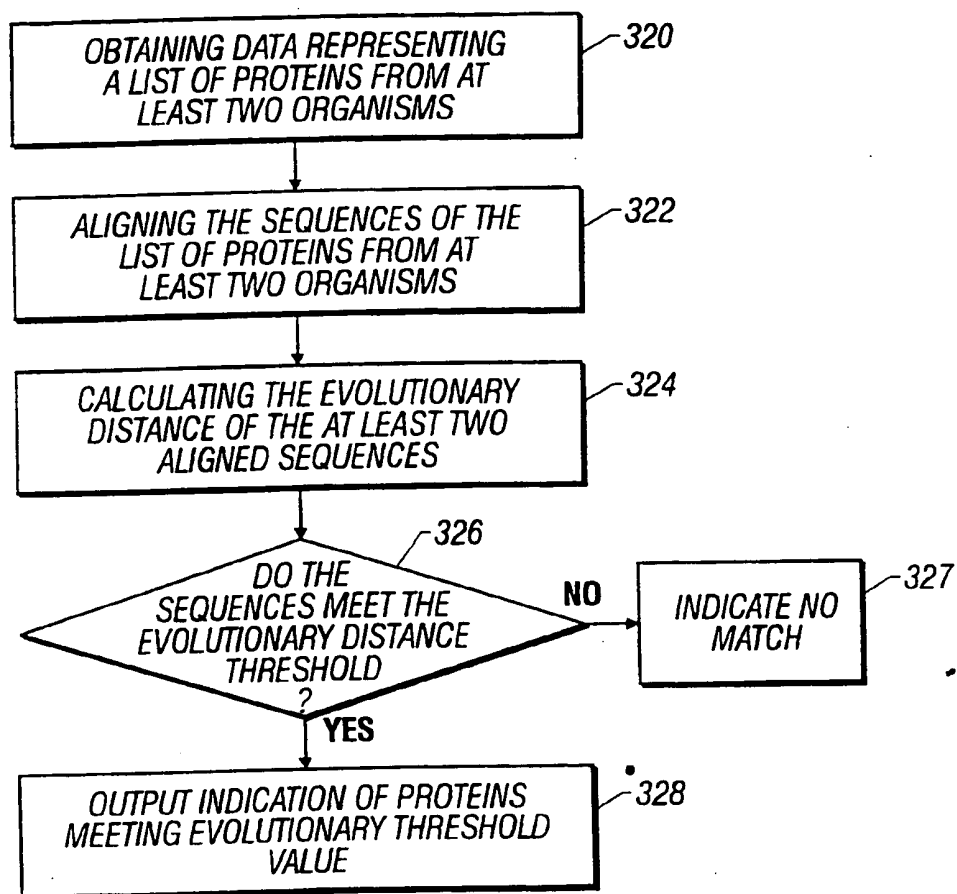 OBTAINING DATA REPRESENTING
A LIST OF PROTEINS FROM AT
LEAST TWO ORGANISMS
320
ALIGNING THE SEQUENCES OF THE
LIST OF PROTEINS FROM AT
LEAST TWO ORGANISMS
322
CALCULATING THE EVOLUTIONARY
DISTANCE OF THE AT LEAST TWO
ALIGNED SEQUENCES
324
326
DO THE
SEQUENCES MEET THE
EVOLUTIONARY DISTANCE
THRESHOLD
?
NO
INDICATE NO
MATCH
327
YES
OUTPUT INDICATION OF PROTEINS
MEETING EVOLUTIONARY THRESHOLD
VALUE
328